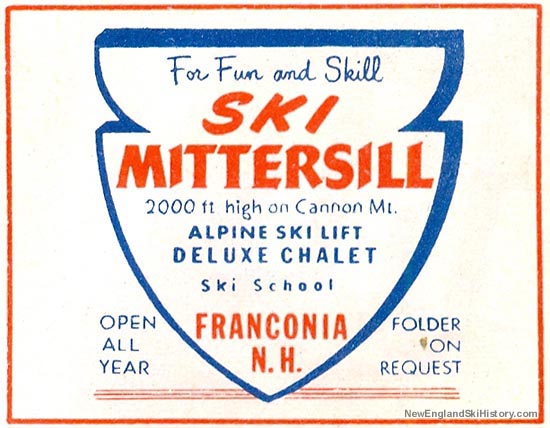 For Fun and Skill
SKI
MITTERSILL
2000 ft. high on Cannon Mt.
ALPINE SKI LIFT
DELUXE CHALET
Ski School
FRANCONIA
N.H.
OPEN
ALL
YEAR
FOLDER
ON
REQUEST
NewEnglandSkiHistory.com